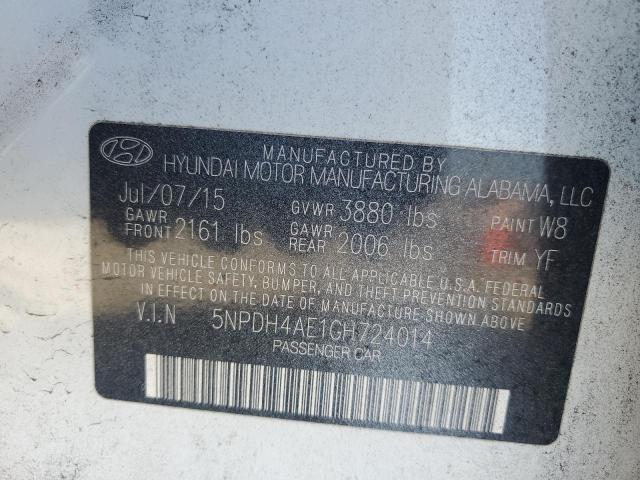 MANUFACTURED BY
HYUNDAI MOTOR MANUFACTURING ALABAMA, LLC
Jul/07/15 GVWR 3880 lbs PAINT W8
GAWR FRONT 2161 lbs GAWR REAR 2006 lbs TRIM YF
THIS VEHICLE CONFORMS TO ALL APPLICABLE U.S.A. FEDERAL
MOTOR VEHICLE SAFETY, BUMPER, AND THEFT PREVENTION STANDARDS
IN EFFECT ON THE DATE OF MANUFACTURE SHOWN ABOVE.
V.I.N 5NPDH4AE1GH724014
PASSENGER CAR